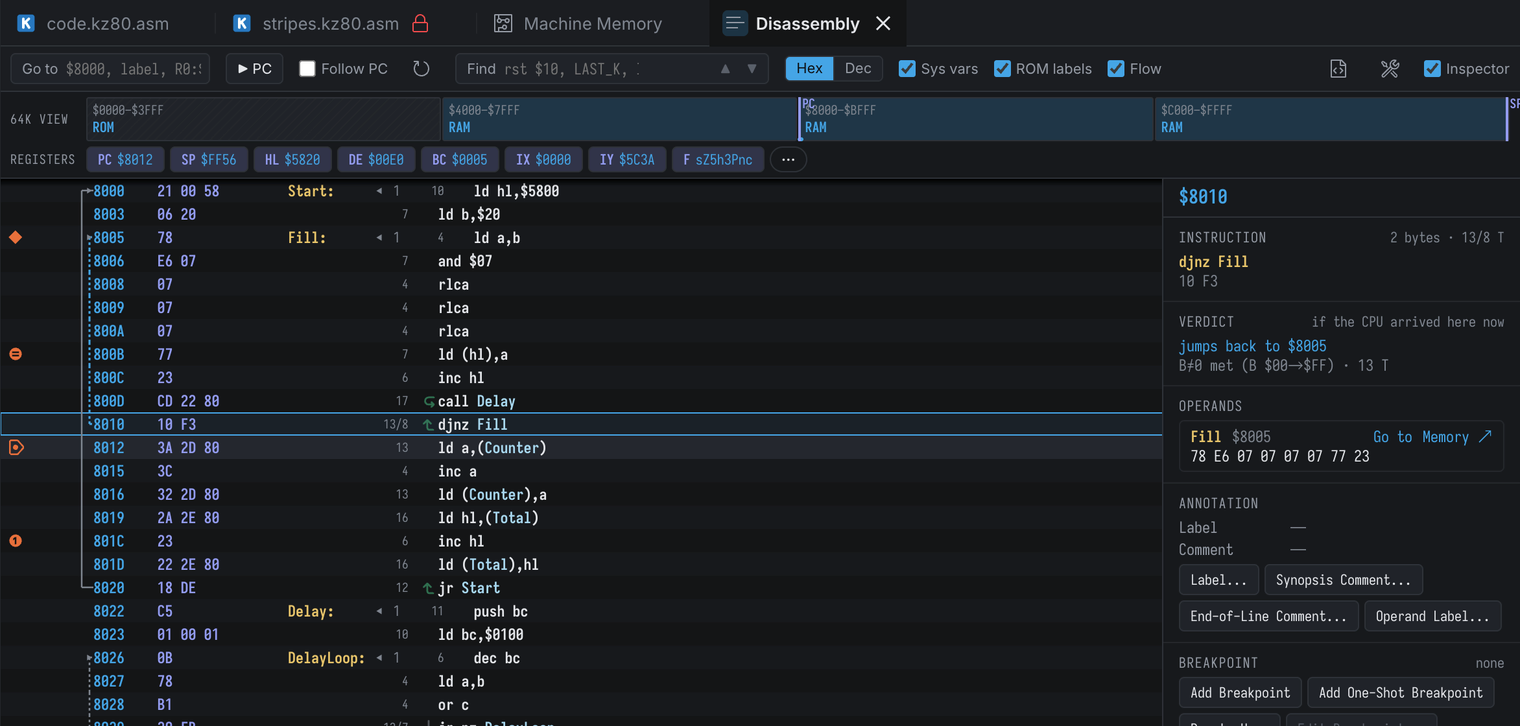 K code.kz80.asm K stripes.kz80.asm Machine Memory Disassembly
Go to $8000, label, R0: PC Follow PC Find rst $10, LAST_K, Hex Dec Sys vars ROM labels Flow Inspector
64K VIEW $0000–$3FFF ROM $4000–$7FFF RAM PC $8000–$BFFF RAM $C000–$FFFF RAM SP
REGISTERS PC $8012 SP $FF56 HL $5820 DE $00E0 BC $0005 IX $0000 IY $5C3A F sZ5h3Pnc ...
8000 21 00 58 Start: ◂ 1 10 ld hl,$5800
8003 06 20 7 ld b,$20
8005 78 Fill: ◂ 1 4 ld a,b
8006 E6 07 7 and $07
8008 07 4 rlca
8009 07 4 rlca
800A 07 4 rlca
800B 77 7 ld (hl),a
800C 23 6 inc hl
800D CD 22 80 17 call Delay
8010 10 F3 13/8 djnz Fill
8012 3A 2D 80 13 ld a,(Counter)
8015 3C 4 inc a
8016 32 2D 80 13 ld (Counter),a
8019 2A 2E 80 16 ld hl,(Total)
1 801C 23 6 inc hl
801D 22 2E 80 16 ld (Total),hl
8020 18 DE 12 jr Start
8022 C5 Delay: ◂ 1 11 push bc
8023 01 00 01 10 ld bc,$0100
8026 0B DelayLoop: ◂ 1 6 dec bc
8027 78 4 ld a,b
8028 B1 4 or c
$8010
INSTRUCTION 2 bytes · 13/8 T
djnz Fill
10 F3
VERDICT if the CPU arrived here now
jumps back to $8005
B≠0 met (B $00→$FF) · 13 T
OPERANDS
Fill $8005 Go to Memory ↗
78 E6 07 07 07 07 77 23
ANNOTATION
Label —
Comment —
Label... Synopsis Comment...
End-of-Line Comment... Operand Label...
BREAKPOINT none
Add Breakpoint Add One-Shot Breakpoint